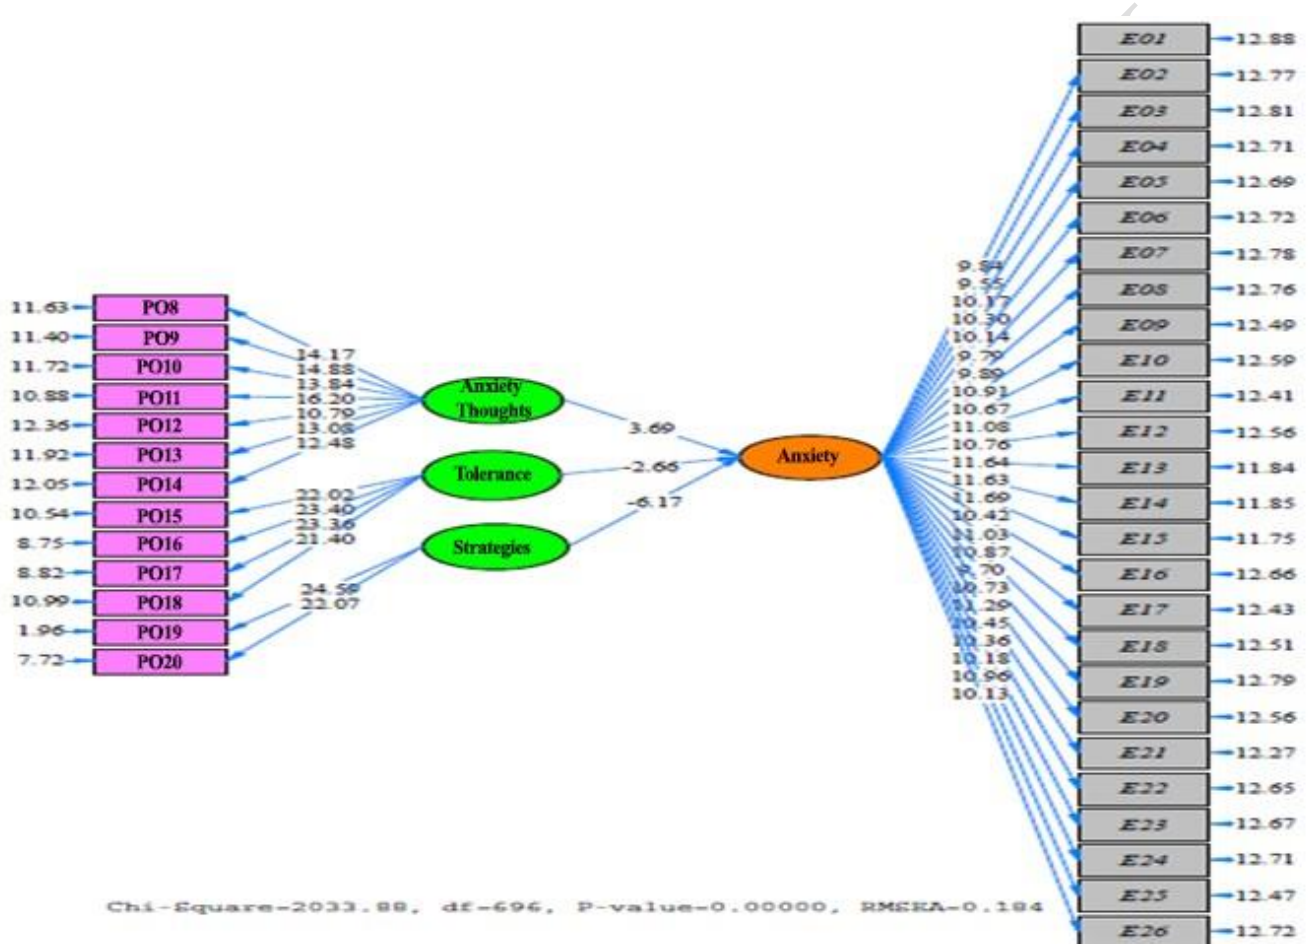 11.63 PO8
11.40 PO9
11.72 PO10
10.88 PO11
12.36 PO12
11.92 PO13
12.05 PO14
10.54 PO15
8.75 PO16
8.82 PO17
10.99 PO18
1.96 PO19
7.72 PO20
14.17
14.88
13.84
16.20
10.79
13.08
12.48
22.02
23.40
23.36
21.40
24.59
22.07
Anxiety
Thoughts
Tolerance
Strategies
3.69
-2.66
-6.17
Anxiety
9.84
9.55
10.17
10.30
10.14
9.79
9.89
10.91
10.67
11.08
10.76
11.64
11.63
11.69
10.42
11.03
10.87
9.70
10.73
11.29
10.45
10.36
10.18
10.96
10.13
E01 12.88
E02 12.77
E03 12.81
E04 12.71
E05 12.69
E06 12.72
E07 12.78
E08 12.76
E09 12.49
E10 12.59
E11 12.41
E12 12.56
E13 11.84
E14 11.85
E15 11.75
E16 12.66
E17 12.43
E18 12.51
E19 12.79
E20 12.56
E21 12.27
E22 12.65
E23 12.67
E24 12.71
E25 12.47
E26 12.72
Chi-Square=2033.88, df=696, P-value=0.00000, RMSEA=0.184